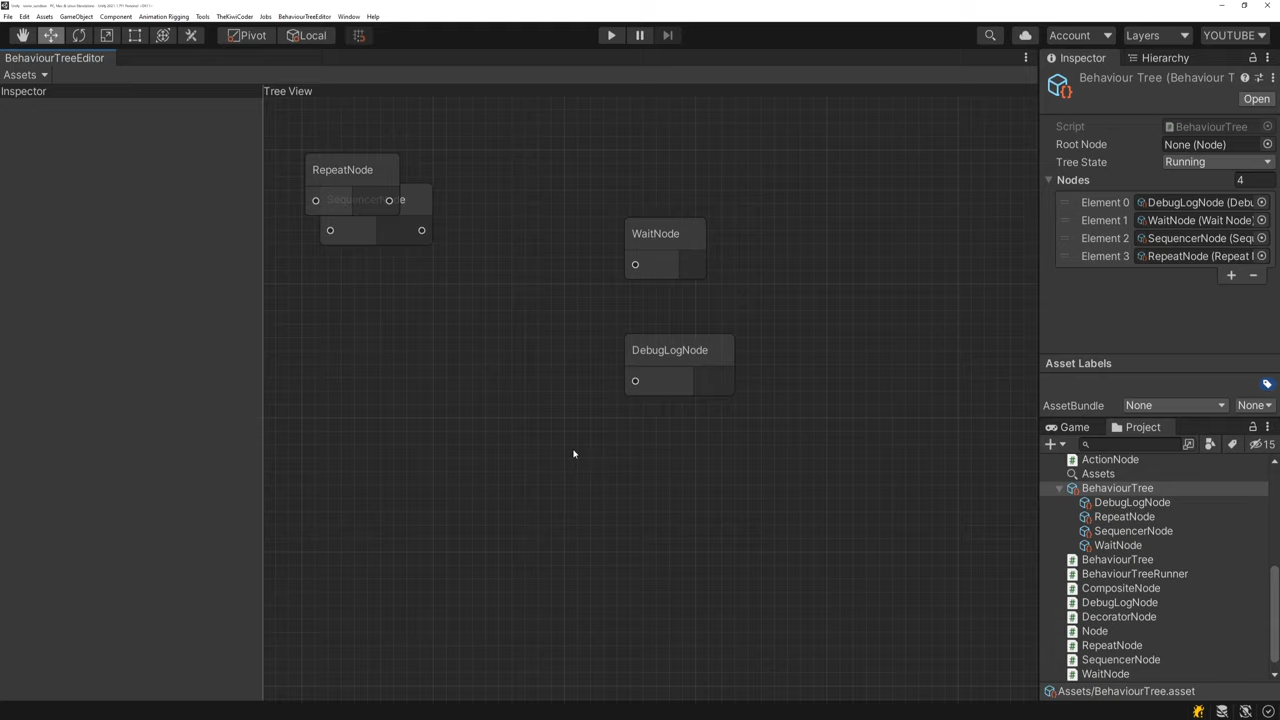 File Edit Assets GameObject Component Animation Rigging Tools TheKiwiCoder Jobs BehaviourTreeEditor Window Help
Pivot Local Account Layers YOUTUBE
BehaviourTreeEditor
Assets
Inspector
Tree View
RepeatNode
WaitNode
DebugLogNode
Inspector Hierarchy
Behaviour Tree (Behaviour T
Open
Script BehaviourTree
Root Node None (Node)
Tree State Running
Nodes 4
Element 0 DebugLogNode (Debu
Element 1 WaitNode (Wait Node)
Element 2 SequencerNode (Sequ
Element 3 RepeatNode (Repeat I
Asset Labels
AssetBundle None None
Game Project
15
ActionNode
Assets
BehaviourTree
DebugLogNode
RepeatNode
SequencerNode
WaitNode
BehaviourTree
BehaviourTreeRunner
CompositeNode
DebugLogNode
DecoratorNode
Node
RepeatNode
SequencerNode
WaitNode
Assets/BehaviourTree.asset